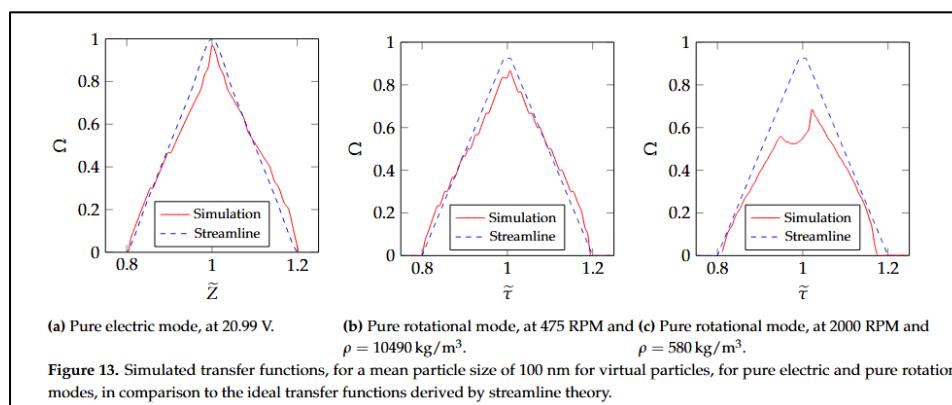 1
0.8
0.6
0.4
0.2
0
Ω
Simulation
Streamline
0.8 1 1.2
Z̃
1
0.8
0.6
0.4
0.2
0
Ω
Simulation
Streamline
0.8 1 1.2
τ̃
1
0.8
0.6
0.4
0.2
0
Ω
Simulation
Streamline
0.8 1 1.2
τ̃
(a) Pure electric mode, at 20.99 V.
(b) Pure rotational mode, at 475 RPM and
ρ = 10490 kg/m³.
(c) Pure rotational mode, at 2000 RPM and
ρ = 580 kg/m³.
Figure 13. Simulated transfer functions, for a mean particle size of 100 nm for virtual particles, for pure electric and pure rotation
modes, in comparison to the ideal transfer functions derived by streamline theory.